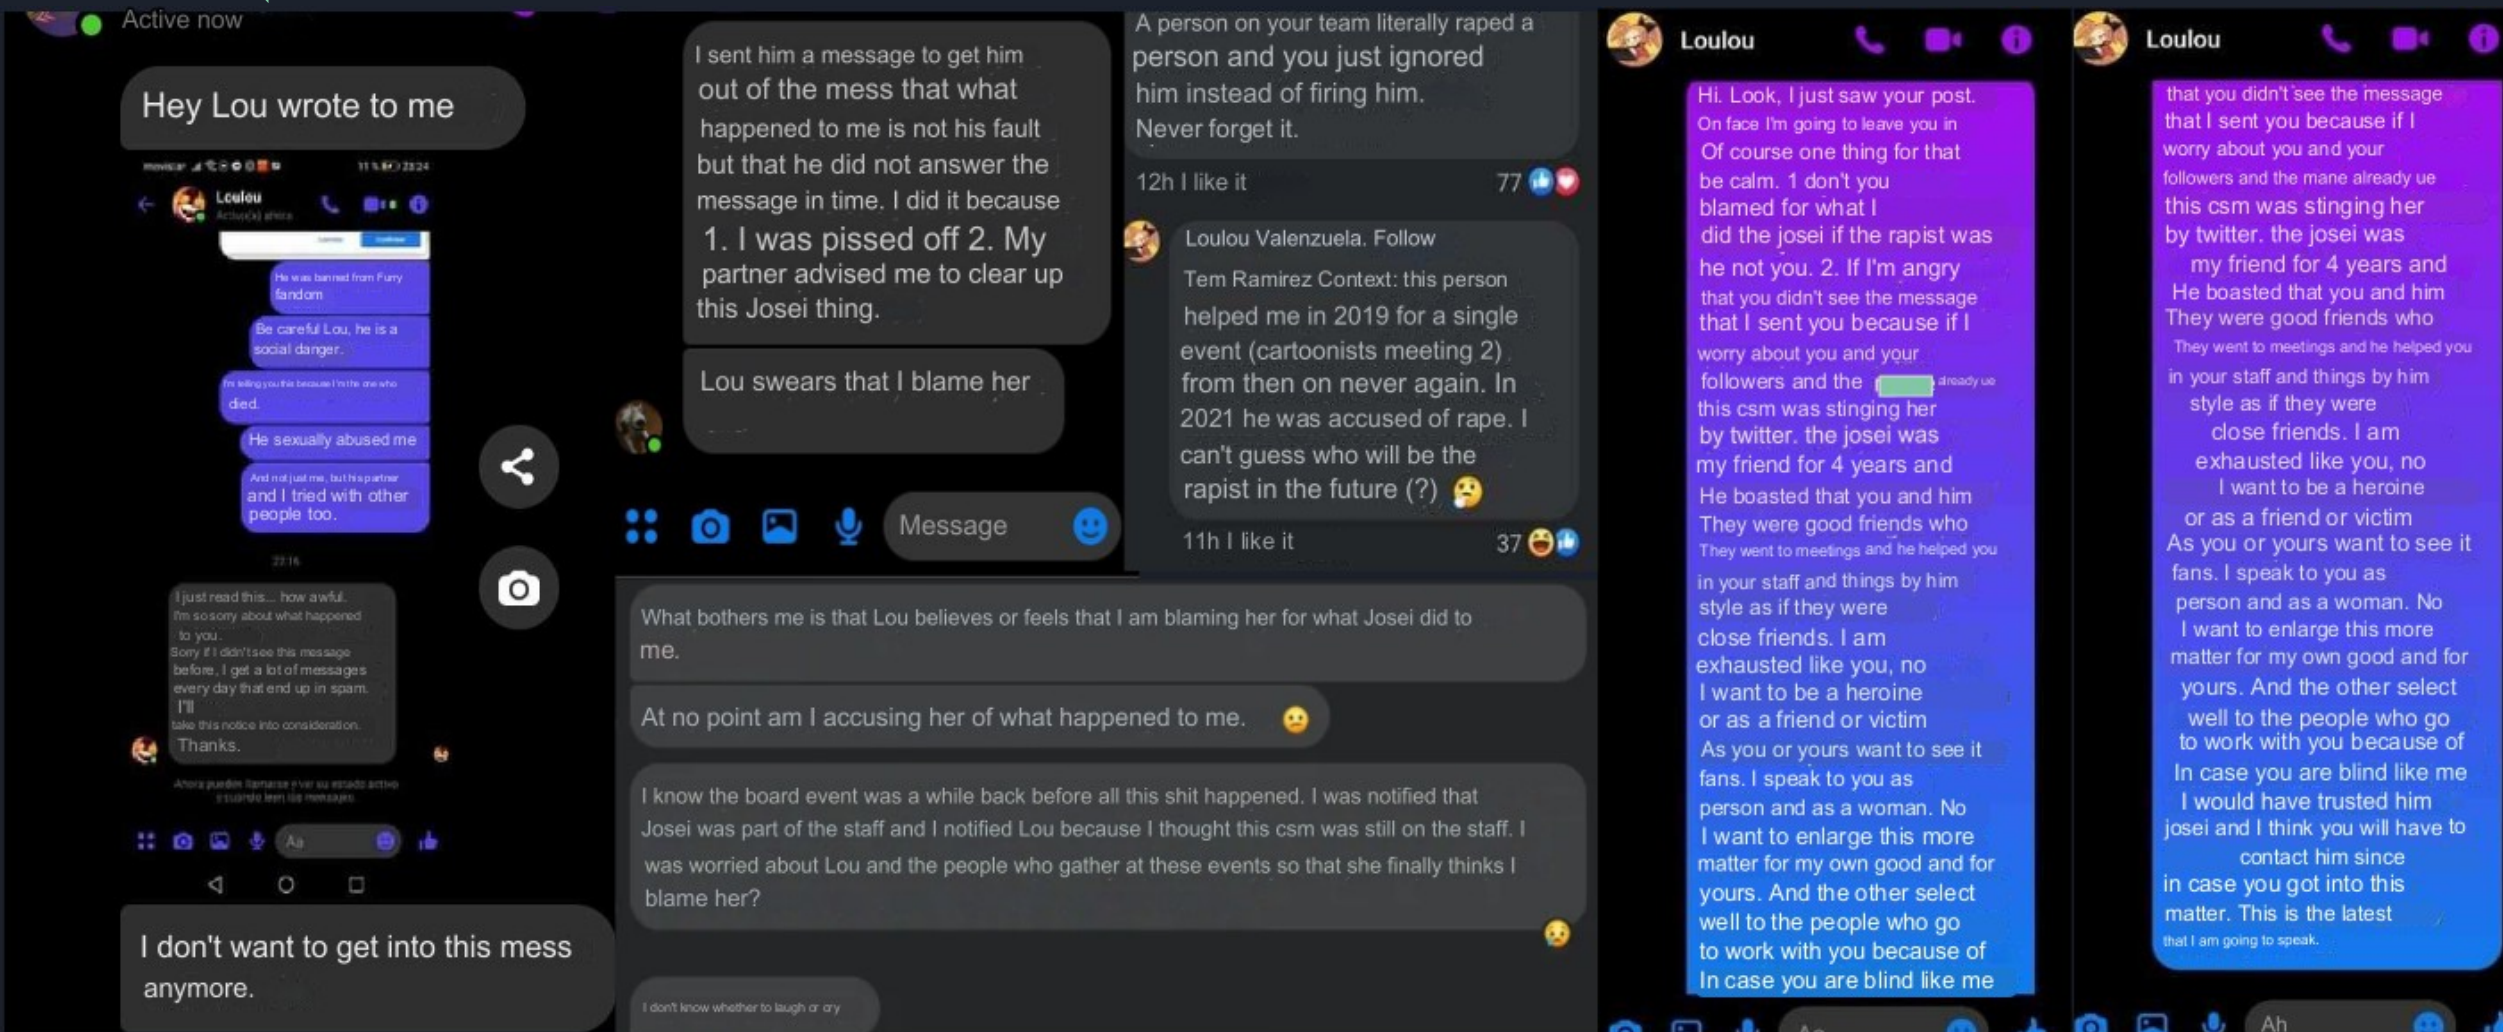 Active now
Hey Lou wrote to me
movistar
11% 23:24
Loulou
Activo(a) ahora
He was banned from Furry
fandom
Be careful Lou, he is a
social danger.
I'm telling you this because I'm the one who
died.
He sexually abused me
And not just me, but his partner
and I tried with other
people too.
22:16
I just read this... how awful.
I'm so sorry about what happened
to you.
Sorry if I didn't see this message
before, I get a lot of messages
every day that end up in spam.
I'll
take this notice into consideration.
Thanks.
Ahora pueden llamarse y ver su estado activo
y cuándo leen los mensajes.
Aa
I don't want to get into this mess
anymore.
I sent him a message to get him
out of the mess that what
happened to me is not his fault
but that he did not answer the
message in time. I did it because
1. I was pissed off 2. My
partner advised me to clear up
this Josei thing.
Lou swears that I blame her
Message
A person on your team literally raped a
person and you just ignored
him instead of firing him.
Never forget it.
12h I like it 77
Loulou Valenzuela. Follow
Tem Ramirez Context: this person
helped me in 2019 for a single
event (cartoonists meeting 2)
from then on never again. In
2021 he was accused of rape. I
can't guess who will be the
rapist in the future (?)
11h I like it 37
What bothers me is that Lou believes or feels that I am blaming her for what Josei did to
me.
At no point am I accusing her of what happened to me.
I know the board event was a while back before all this shit happened. I was notified that
Josei was part of the staff and I notified Lou because I thought this csm was still on the staff. I
was worried about Lou and the people who gather at these events so that she finally thinks I
blame her?
I don't know whether to laugh or cry
Loulou
Hi. Look, I just saw your post.
On face I'm going to leave you in
Of course one thing for that
be calm. 1 don't you
blamed for what I
did the josei if the rapist was
he not you. 2. If I'm angry
that you didn't see the message
that I sent you because if I
worry about you and your
followers and the already ue
this csm was stinging her
by twitter. the josei was
my friend for 4 years and
He boasted that you and him
They were good friends who
They went to meetings and he helped you
in your staff and things by him
style as if they were
close friends. I am
exhausted like you, no
I want to be a heroine
or as a friend or victim
As you or yours want to see it
fans. I speak to you as
person and as a woman. No
I want to enlarge this more
matter for my own good and for
yours. And the other select
well to the people who go
to work with you because of
In case you are blind like me
Loulou
that you didn't see the message
that I sent you because if I
worry about you and your
followers and the mane already ue
this csm was stinging her
by twitter. the josei was
my friend for 4 years and
He boasted that you and him
They were good friends who
They went to meetings and he helped you
in your staff and things by him
style as if they were
close friends. I am
exhausted like you, no
I want to be a heroine
or as a friend or victim
As you or yours want to see it
fans. I speak to you as
person and as a woman. No
I want to enlarge this more
matter for my own good and for
yours. And the other select
well to the people who go
to work with you because of
In case you are blind like me
I would have trusted him
josei and I think you will have to
contact him since
in case you got into this
matter. This is the latest
that I am going to speak.
Ah